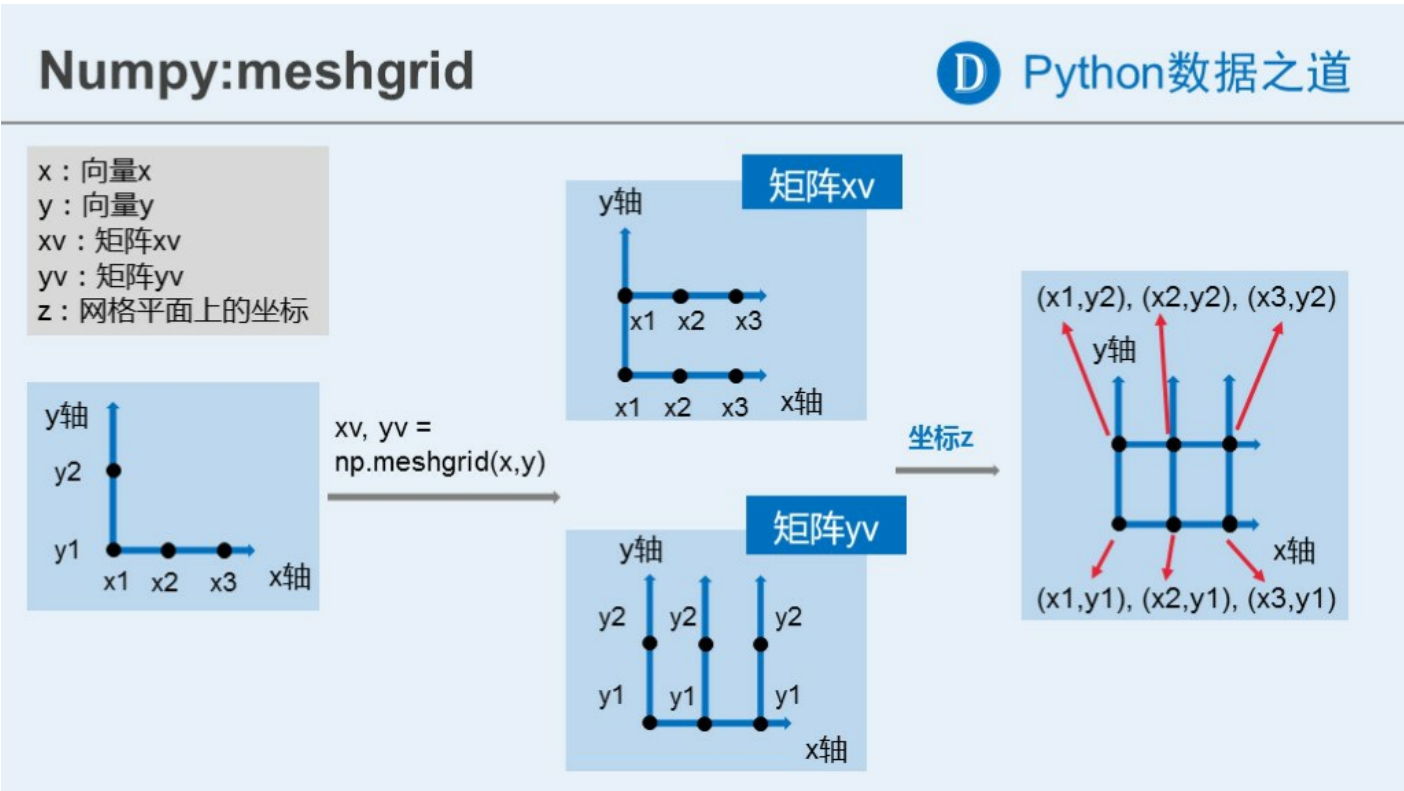 Numpy:meshgrid
D Python数据之道
x：向量x
y：向量y
xv：矩阵xv
yv：矩阵yv
z：网格平面上的坐标
y轴
y2
y1
x1 x2 x3 x轴
xv, yv =
np.meshgrid(x,y)
矩阵xv
y轴
x1 x2 x3
x1 x2 x3 x轴
矩阵yv
y轴
y2 y2 y2
y1 y1 y1
x轴
坐标z
(x1,y2), (x2,y2), (x3,y2)
y轴
x轴
(x1,y1), (x2,y1), (x3,y1)